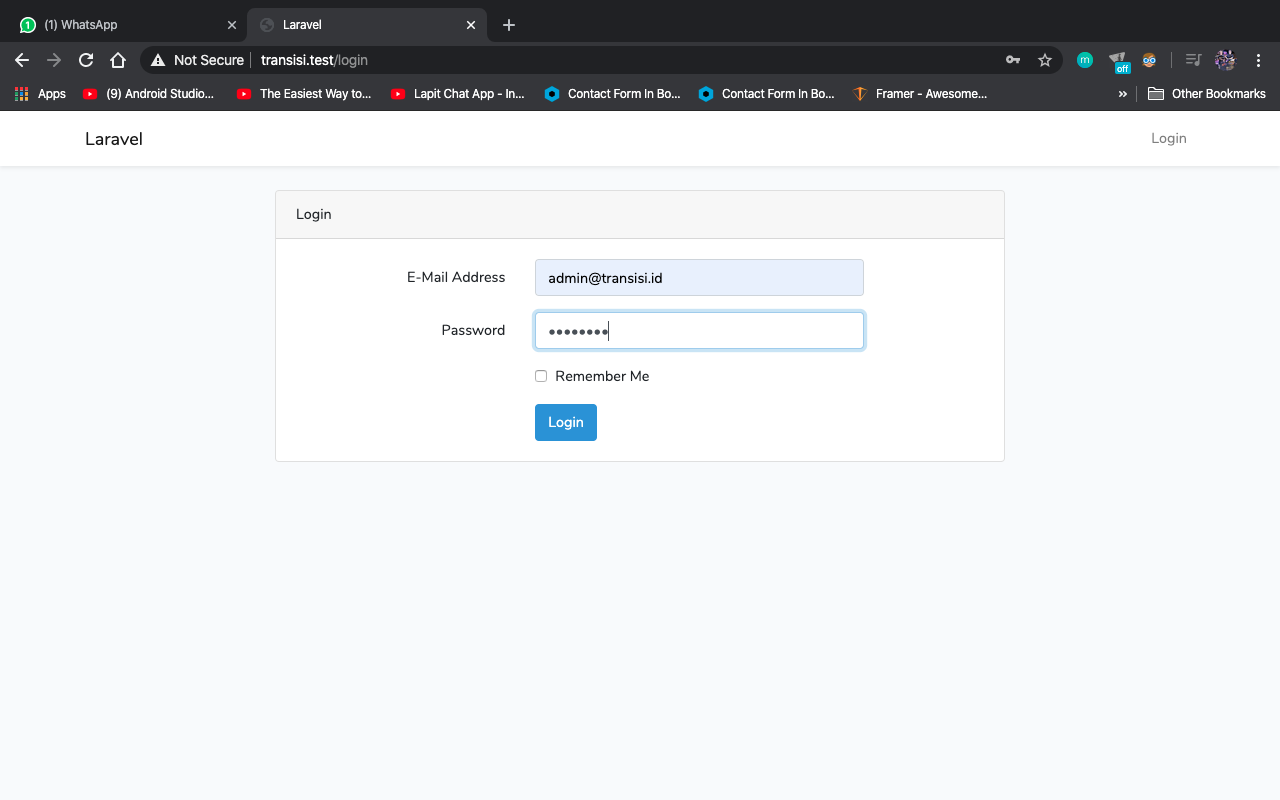 1 (1) WhatsApp Laravel
Not Secure transisi.test/login m off
Apps (9) Android Studio... The Easiest Way to... Lapit Chat App - In... Contact Form In Bo... Contact Form In Bo... Framer - Awesome... » Other Bookmarks
Laravel Login
Login
E-Mail Address admin@transisi.id
Password ••••••••
Remember Me
Login